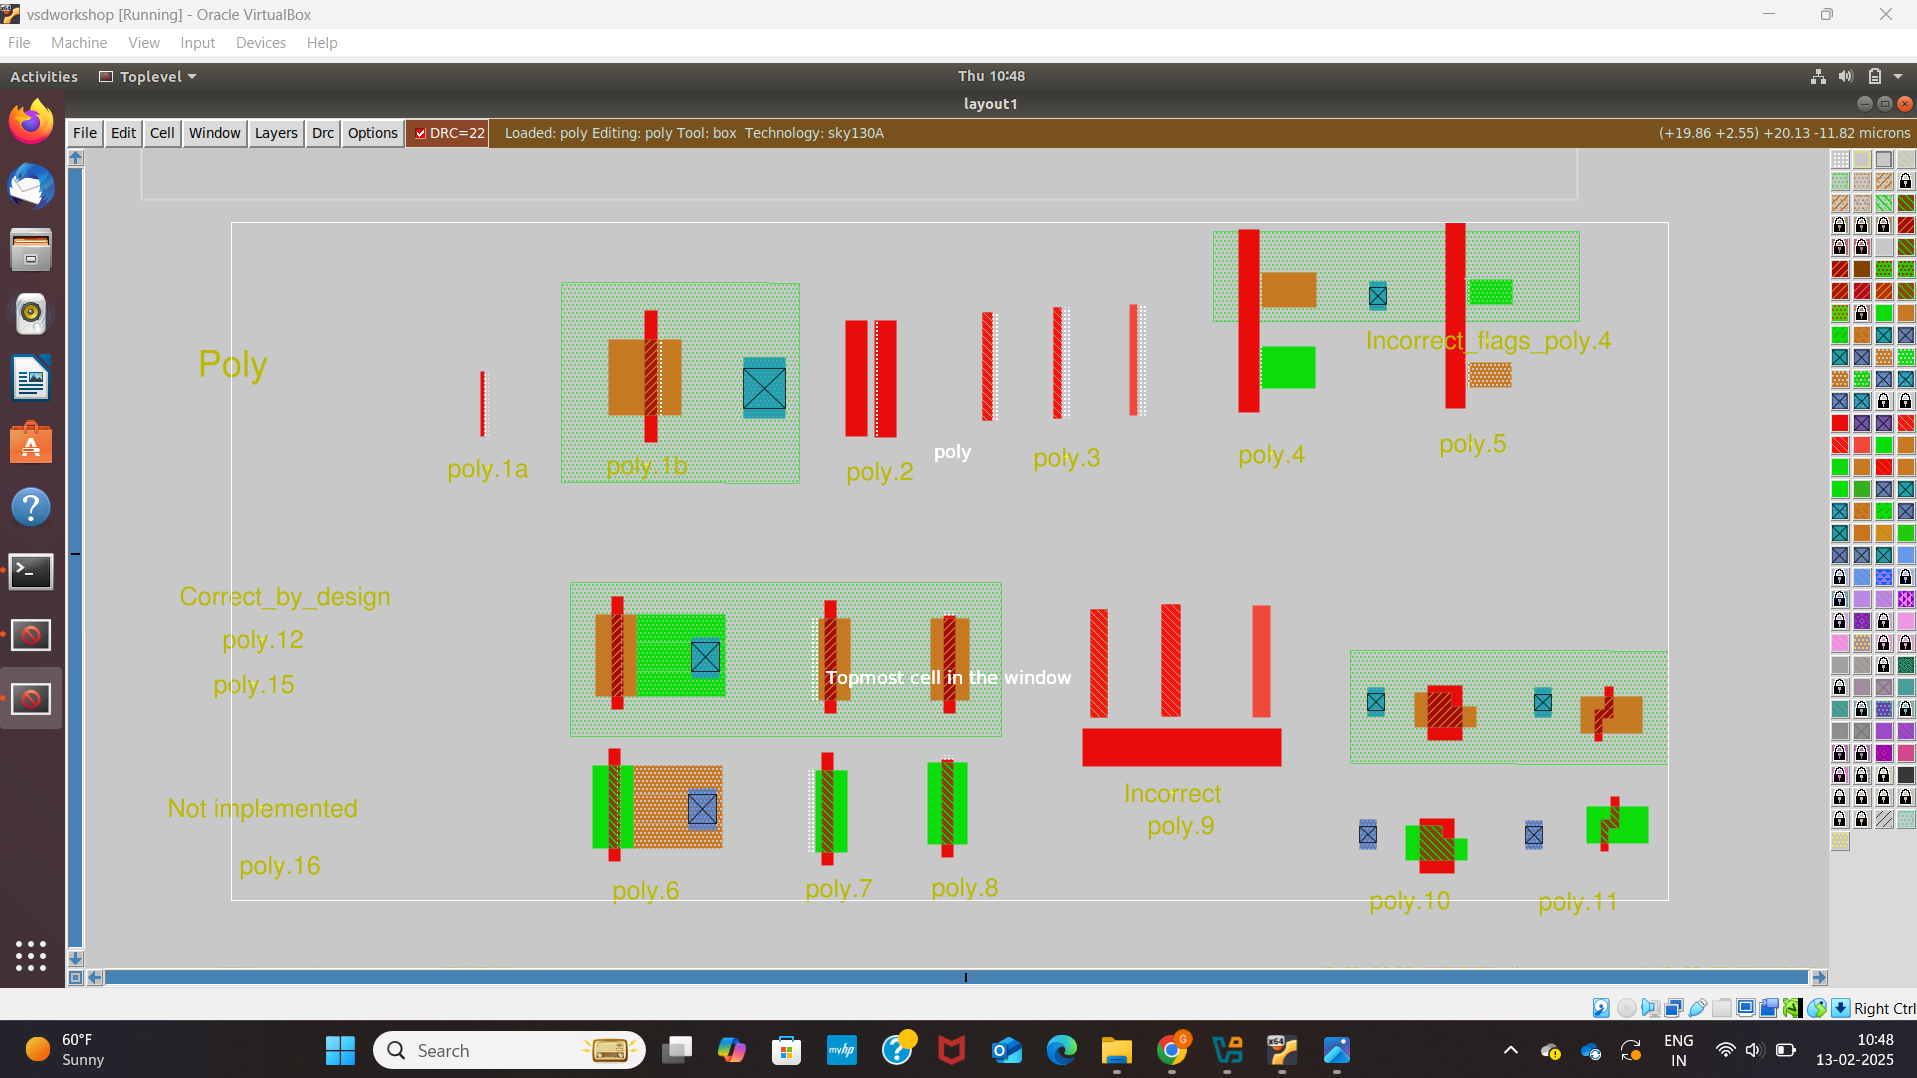 vsdworkshop [Running] - Oracle VirtualBox
File Machine View Input Devices Help
Activities Toplevel Thu 10:48
layout1
File Edit Cell Window Layers Drc Options DRC=22 Loaded: poly Editing: poly Tool: box Technology: sky130A (+19.86 +2.55) +20.13 -11.82 microns
Poly
Incorrect_flags_poly.4
poly.1a
poly.1b
poly.2
poly
poly.3
poly.4
poly.5
Correct_by_design
poly.12
poly.15
Topmost cell in the window
Not implemented
poly.16
Incorrect
poly.9
poly.6
poly.7
poly.8
poly.10
poly.11
Right Ctrl
60°F
Sunny
Search
myhp
ENG
IN
10:48
13-02-2025